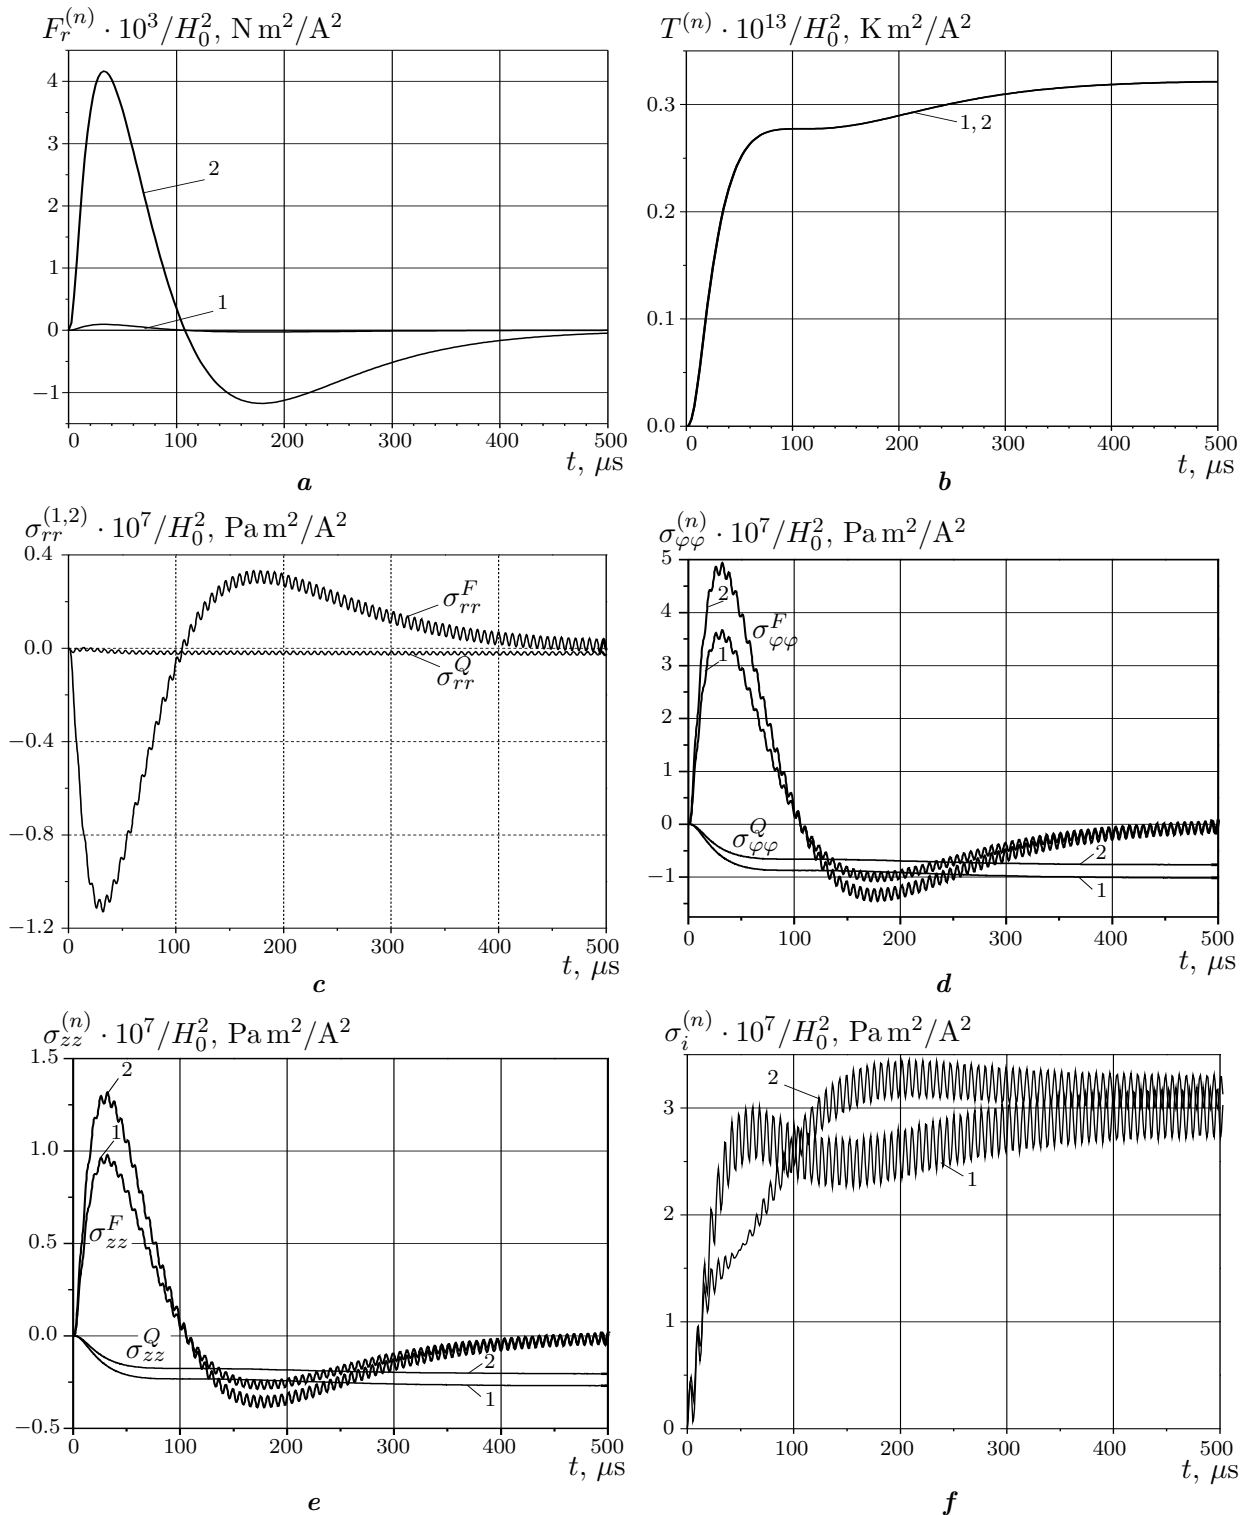 F_r^{(n)} · 10^3/H_0^2, N m^2/A^2
4
3
2
1
0
−1
2
1
0 100 200 300 400 500
t, μs
a
T^{(n)} · 10^{13}/H_0^2, K m^2/A^2
0.3
0.2
0.1
0.0
1, 2
0 100 200 300 400 500
t, μs
b
σ_{rr}^{(1,2)} · 10^7/H_0^2, Pa m^2/A^2
0.4
0.0
−0.4
−0.8
−1.2
σ_{rr}^F
σ_{rr}^Q
0 100 200 300 400 500
t, μs
c
σ_{φφ}^{(n)} · 10^7/H_0^2, Pa m^2/A^2
5
4
3
2
1
0
−1
2
σ_{φφ}^F
1
σ_{φφ}^Q
2
1
0 100 200 300 400 500
t, μs
d
σ_{zz}^{(n)} · 10^7/H_0^2, Pa m^2/A^2
1.5
1.0
0.5
0.0
−0.5
2
1
σ_{zz}^F
σ_{zz}^Q
2
1
0 100 200 300 400 500
t, μs
e
σ_i^{(n)} · 10^7/H_0^2, Pa m^2/A^2
3
2
1
0
2
1
0 100 200 300 400 500
t, μs
f